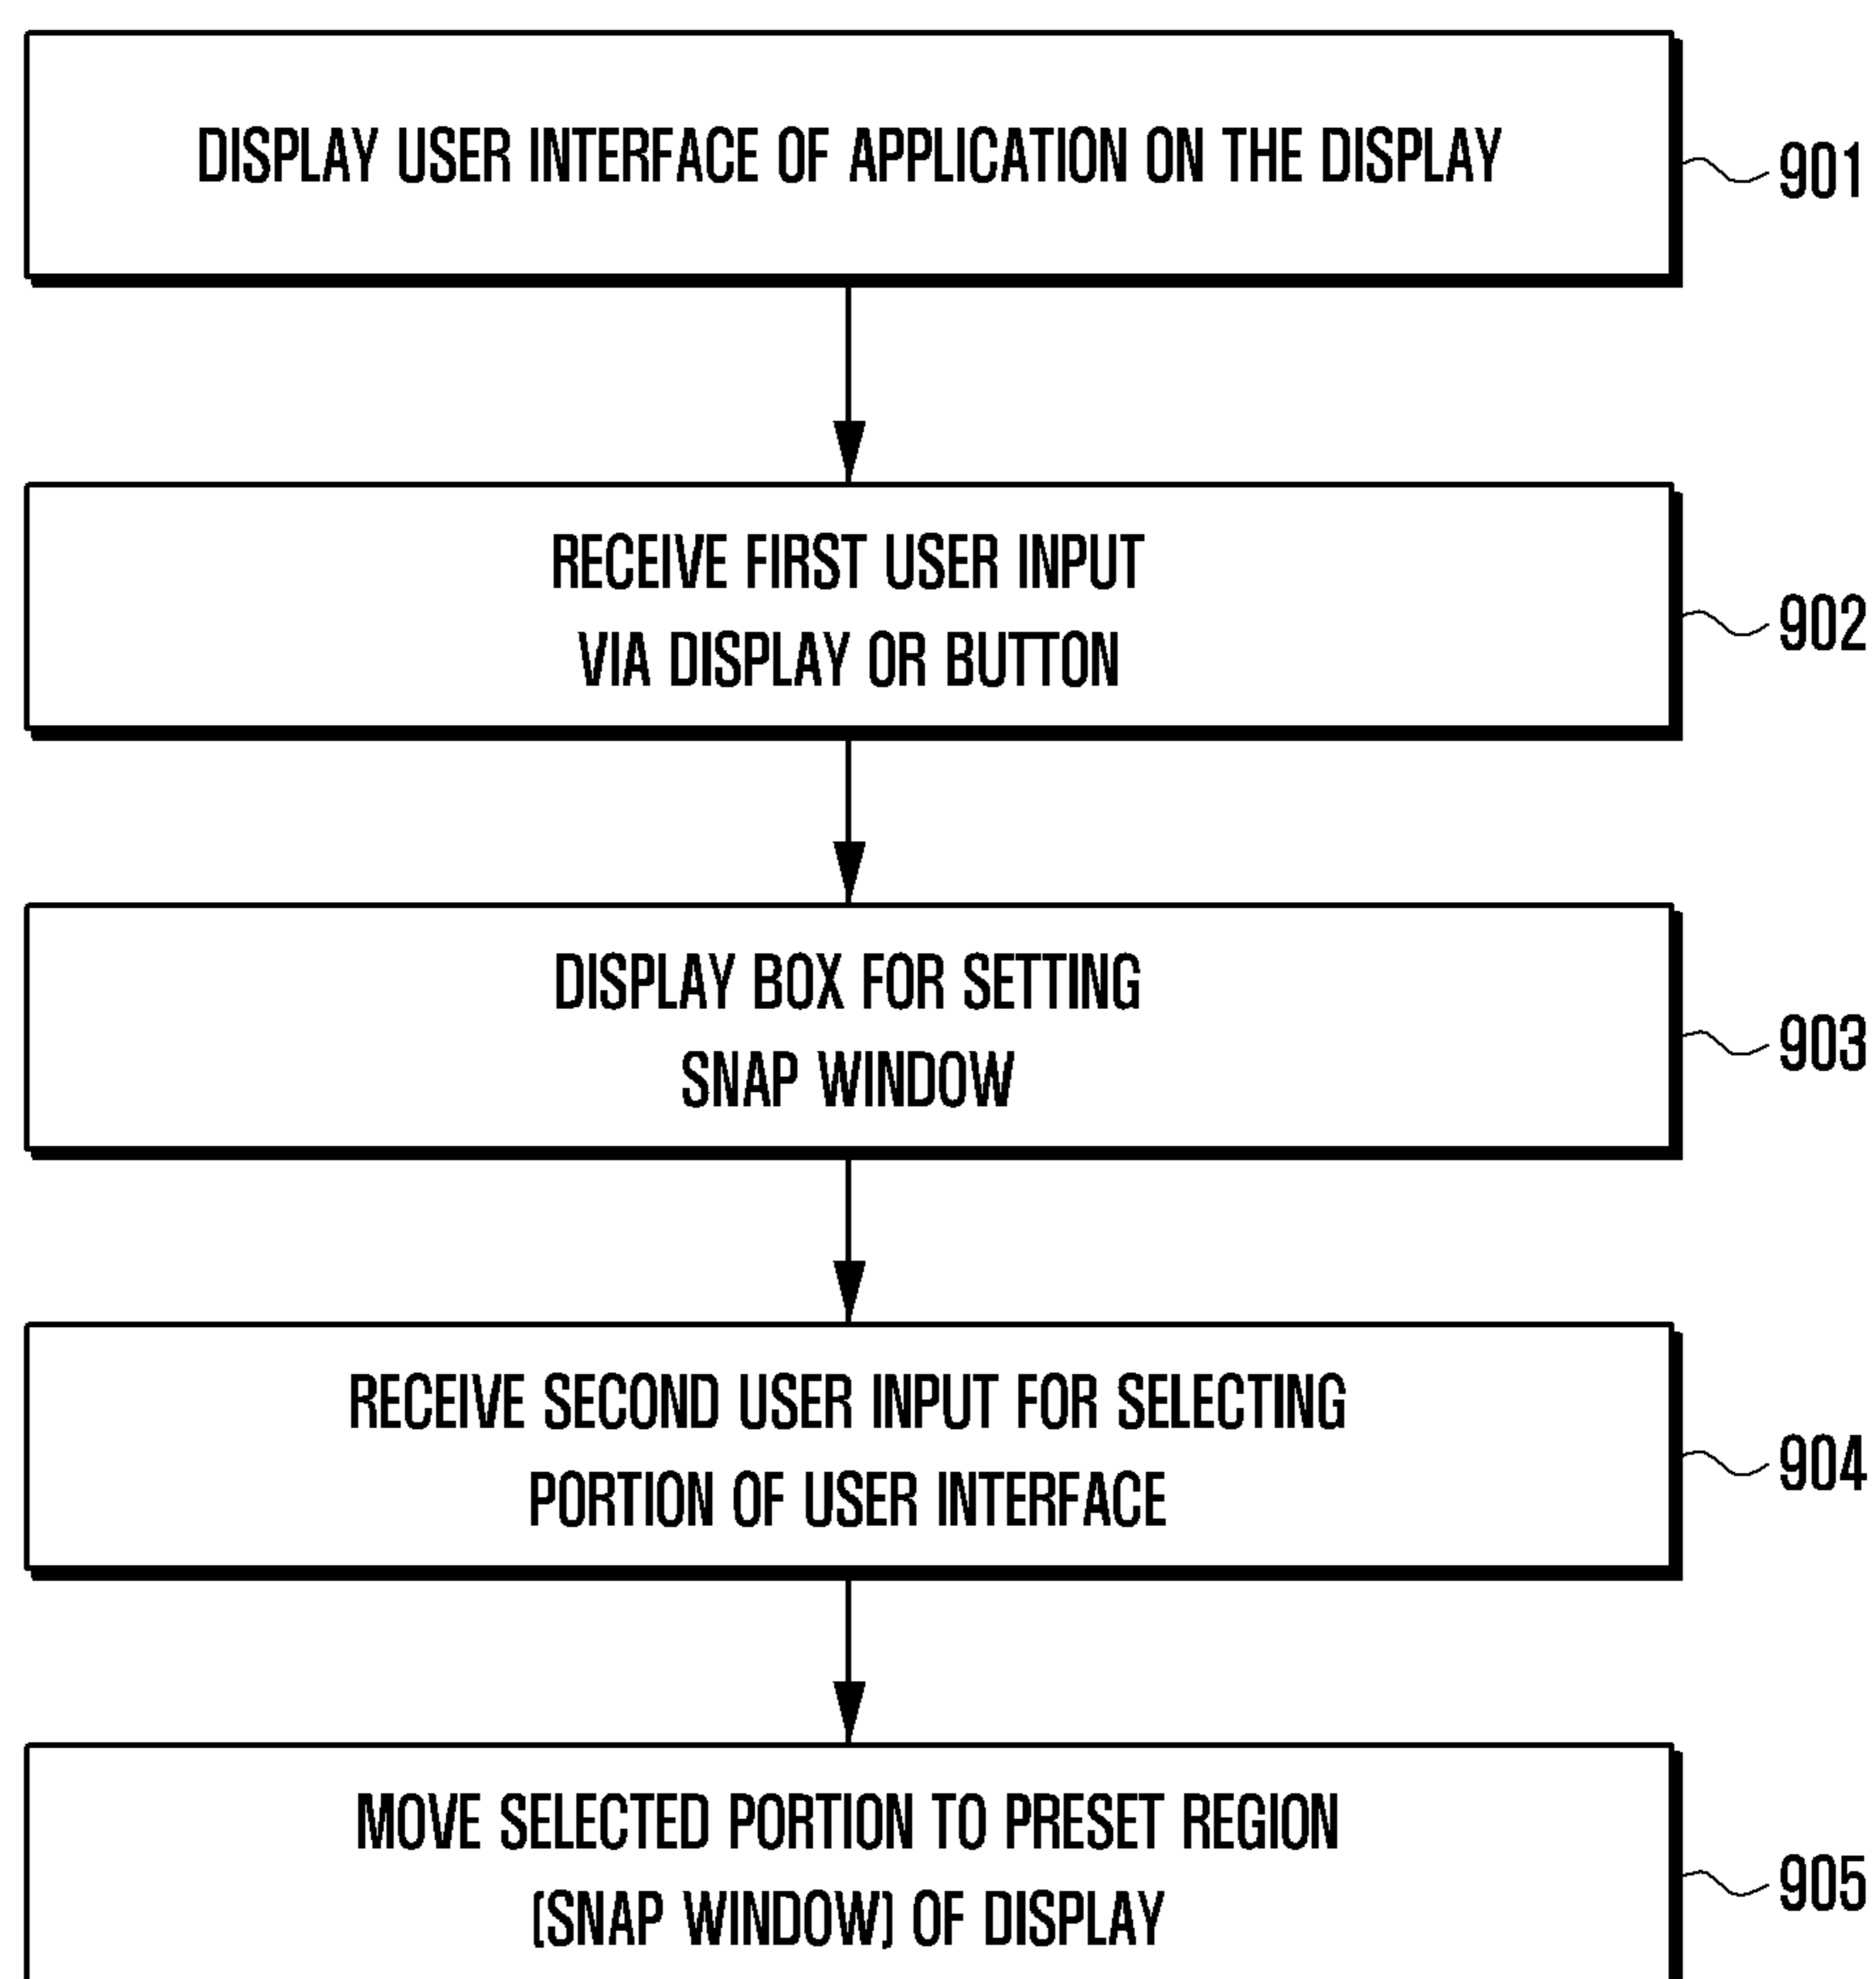 DISPLAY USER INTERFACE OF APPLICATION ON THE DISPLAY
901
RECEIVE FIRST USER INPUT
VIA DISPLAY OR BUTTON
902
DISPLAY BOX FOR SETTING
SNAP WINDOW
903
RECEIVE SECOND USER INPUT FOR SELECTING
PORTION OF USER INTERFACE
904
MOVE SELECTED PORTION TO PRESET REGION
(SNAP WINDOW) OF DISPLAY
905